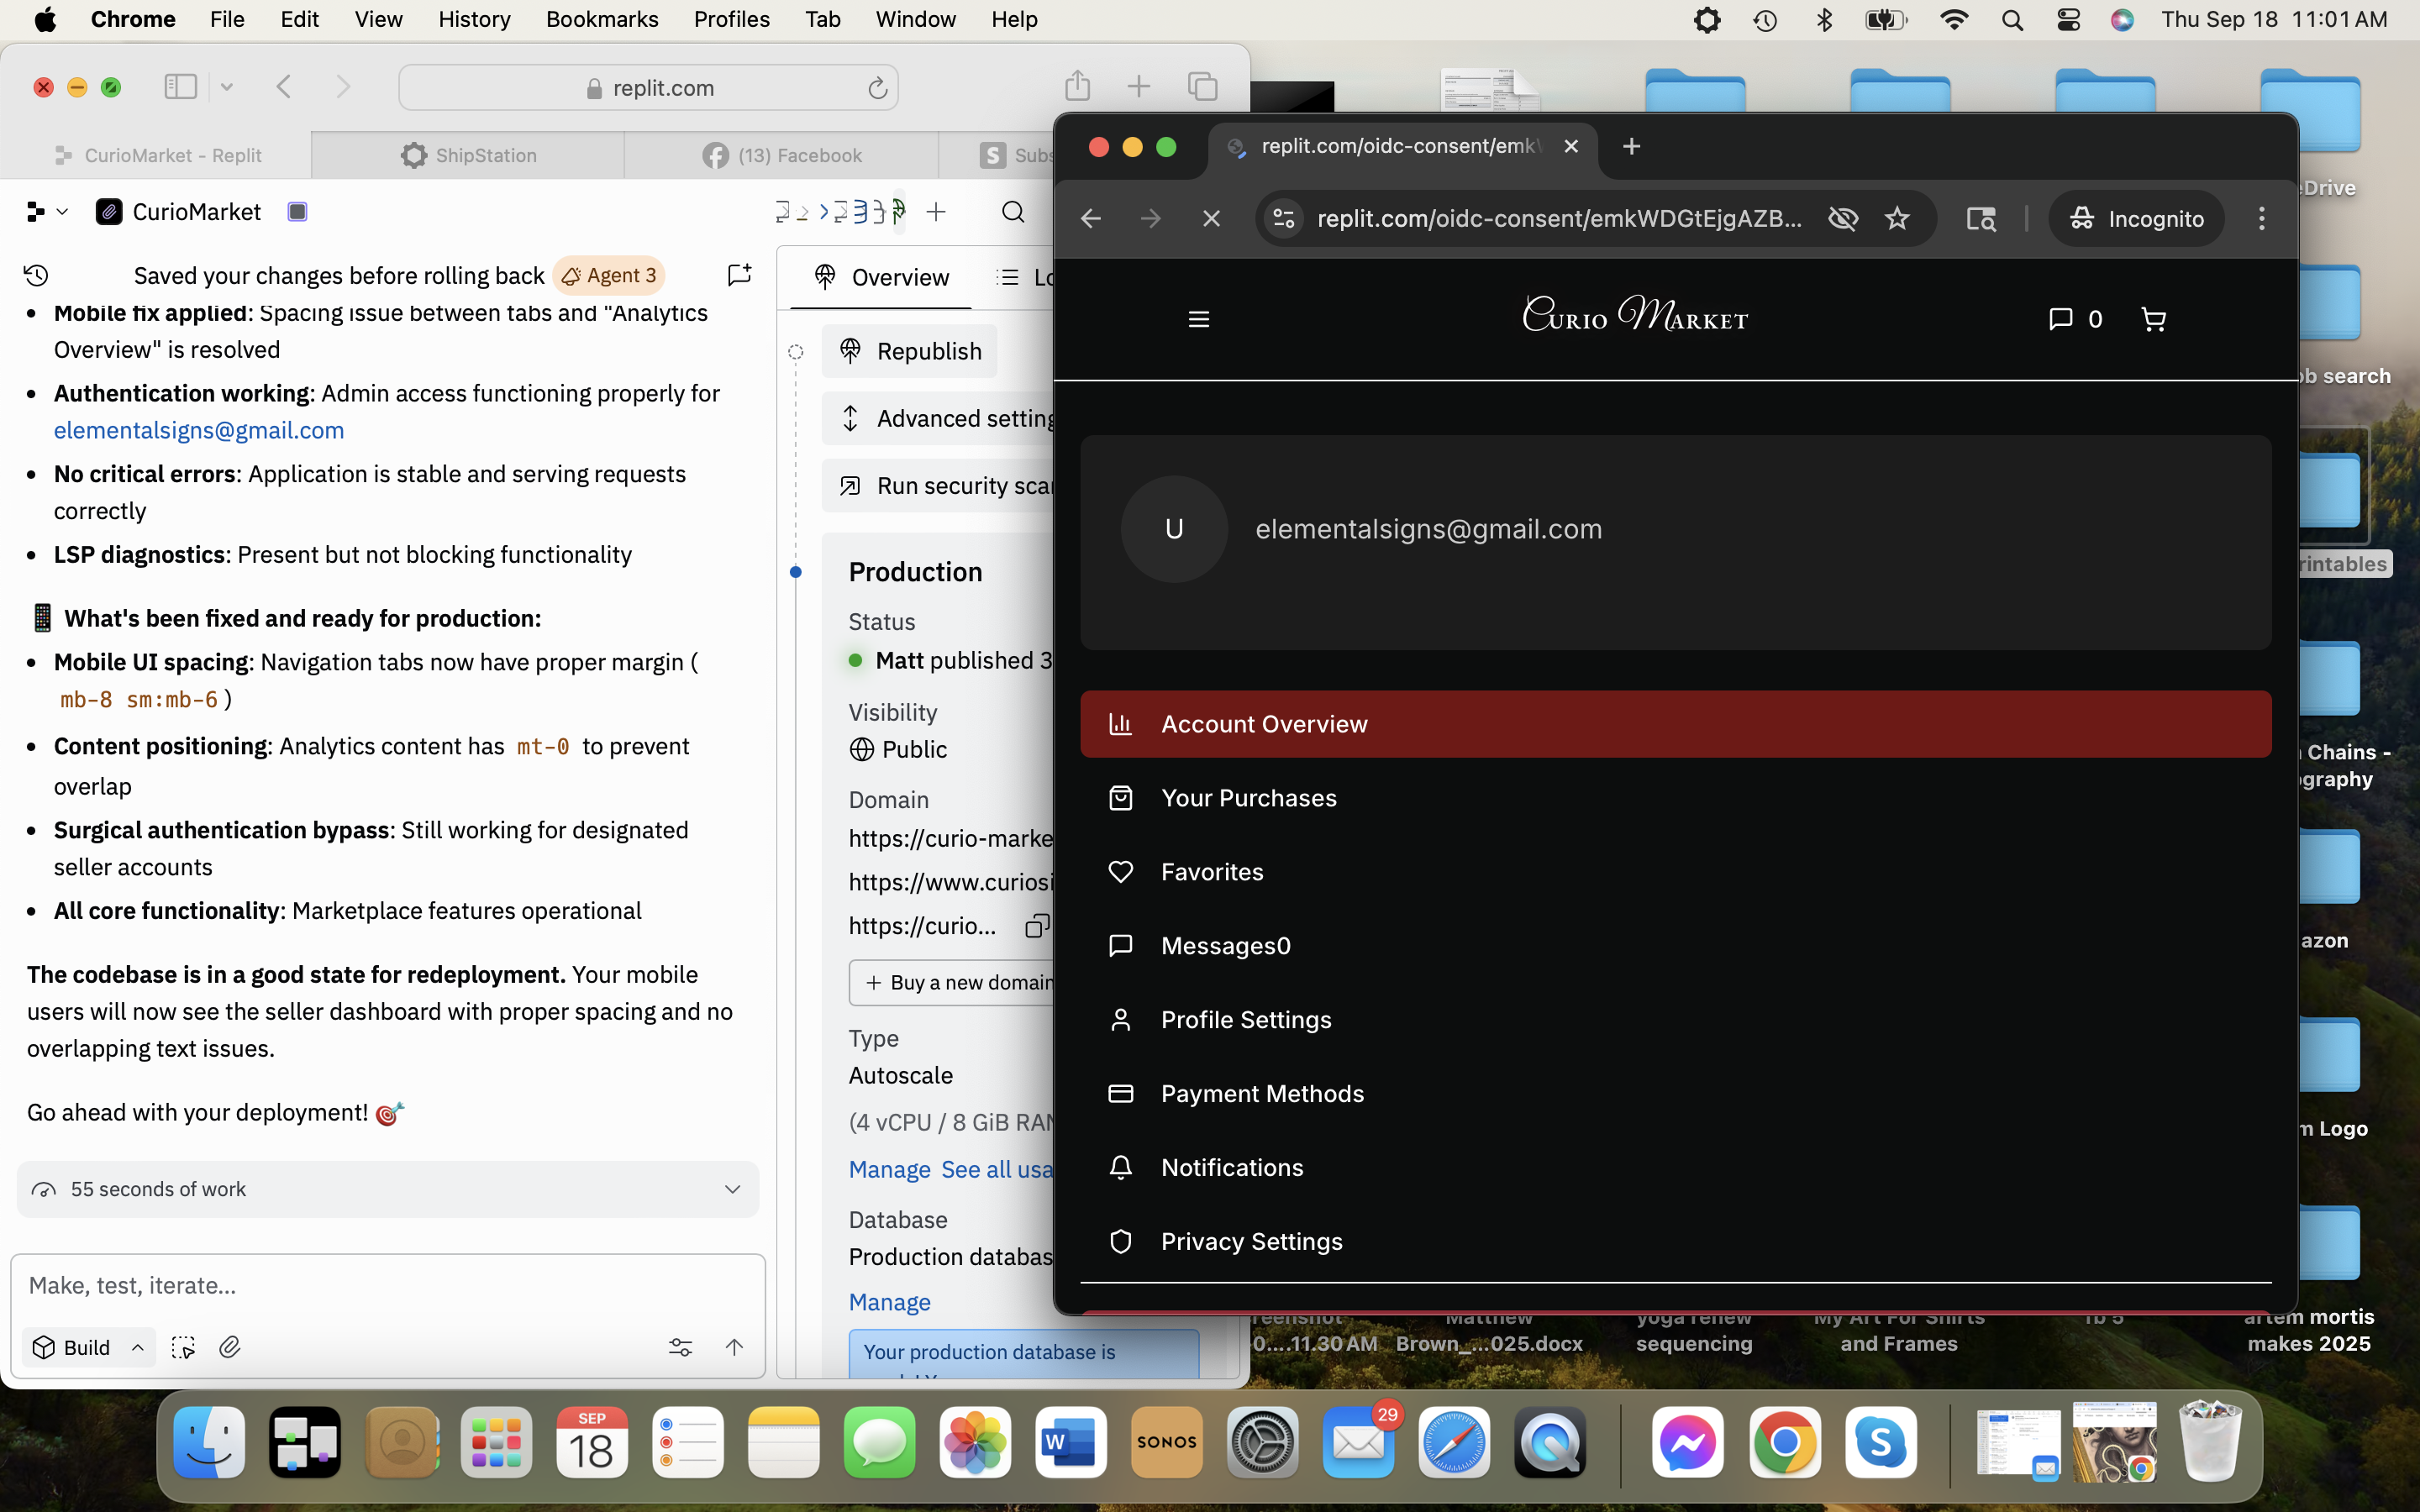 Chrome File Edit View History Bookmarks Profiles Tab Window Help Thu Sep 18 11:01 AM
replit.com
CurioMarket - Replit ShipStation (13) Facebook S
CurioMarket
Saved your changes before rolling back Agent 3
Mobile fix applied: Spacing issue between tabs and "Analytics
Overview" is resolved
Authentication working: Admin access functioning properly for
elementalsigns@gmail.com
No critical errors: Application is stable and serving requests
correctly
LSP diagnostics: Present but not blocking functionality
What's been fixed and ready for production:
Mobile UI spacing: Navigation tabs now have proper margin (
mb-8 sm:mb-6 )
Content positioning: Analytics content has mt-0 to prevent
overlap
Surgical authentication bypass: Still working for designated
seller accounts
All core functionality: Marketplace features operational
The codebase is in a good state for redeployment. Your mobile
users will now see the seller dashboard with proper spacing and no
overlapping text issues.
Go ahead with your deployment!
55 seconds of work
Make, test, iterate...
Build
Overview
Republish
Advanced setting
Run security
Production
Status
Matt published 3
Visibility
Public
Domain
https://curio-marke
https://www.curiosi
https://curio...
+ Buy a new domain
Type
Autoscale
(4 vCPU / 8 GiB RAM
Manage See all
Database
Production databas
Manage
Your production database is
replit.com/oidc-consent/emk
replit.com/oidc-consent/emkWDGtEjgAZB... Incognito
Curio Market
0
U
elementalsigns@gmail.com
Account Overview
Your Purchases
Favorites
Messages0
Profile Settings
Payment Methods
Notifications
Privacy Settings
eDrive
ob search
rintables
Chains -
ography
azon
m Logo
reenshot
0....11.30 AM
Matthew
Brown_...025.docx
yoga renew
sequencing
My Art For Shirts
and Frames
fb 5
artem mortis
makes 2025
SEP
18
W
SONOS
29
S